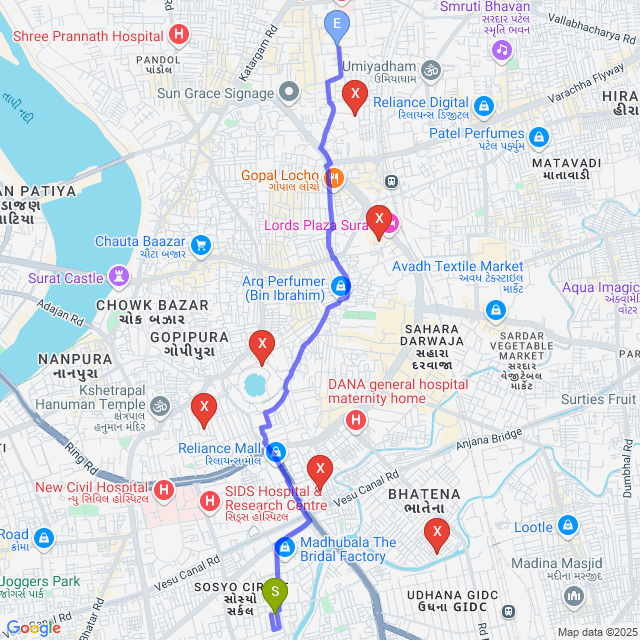 Smruti Bhavan
સરદાર પટેલ
સ્મૃતિ ભવન
Vallabhacharya Rd
Shree Prannath Hospital
Katargam Rd
E
PANDOL
પાંડોલ
Umiyadham
ઉમિયાધામ
Varachha Flyway
તાપી નદી
Sun Grace Signage
X
Reliance Digital
રિલાયન્સ ડિજીટલ
HIRA
હીરા
Patel Perfumes
પટેલ પર્ફ્યુમ
MATAVADI
માતાવાડી
Gopal Locho
ગોપાલ લોચો
AN PATIYA
ડાજણ
પાટિયા
X
Lords Plaza Sura
Chauta Baazar
ચૌટા બજાર
Avadh Textile Market
અવધ ટેક્સટાઇલ
માર્કેટ
Surat Castle
Arq Perfumer
(Bin Ibrahim)
Aqua Imagic
એક્વામેજિ
વોટર
Adajan Rd
CHOWK BAZAR
ચોક બઝાર
SAHARA
DARWAJA
સહારા
દરવાજા
SARDAR
VEGETABLE
MARKET
સરદાર
વેજીટેબલ
માર્કેટ
GOPIPURA
ગોપીપુરા
X
PAR
NANPURA
નાનપુરા
Kshetrapal
Hanuman Temple
ક્ષેત્રપાલ
હનુમાન મંદિર
DANA general hospital
maternity home
Surties Fruit
X
Anjana Bridge
Reliance Mall
રિલાયન્સ મોલ
Ring Rd
X
Dumbhal Rd
New Civil Hospital
ન્યુ સિવિલ હોસ્પિટલ
SIDS Hospital &
Research Centre
સિડ્સ હોસ્પિટલ
Vesu Canal Rd
BHATENA
ભાતેના
Road
ક્રોમા
X
Lootle
Madhubala The
Bridal Factory
Vesu Canal Rd
Madina Masjid
મદીના મસ્જીદ
Joggers Park
જોગર્સ પાર્ક
SOSYO CIRCLE
સોસ્યો
સર્કલ
S
UDHANA GIDC
ઉધના GIDC
Bhatar Rd
Google
Map data ©2025